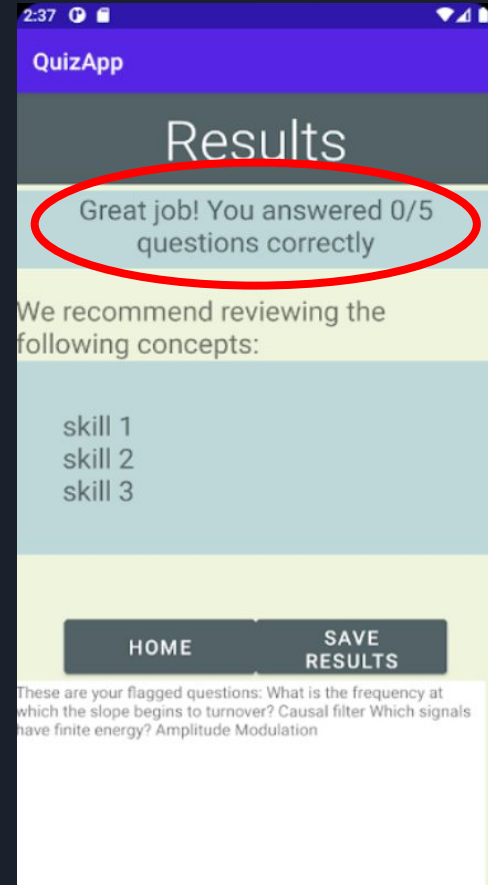 2:37
QuizApp
Results
Great job! You answered 0/5
questions correctly
We recommend reviewing the
following concepts:
skill 1
skill 2
skill 3
HOME
SAVE
RESULTS
These are your flagged questions: What is the frequency at
which the slope begins to turnover? Causal filter Which signals
have finite energy? Amplitude Modulation